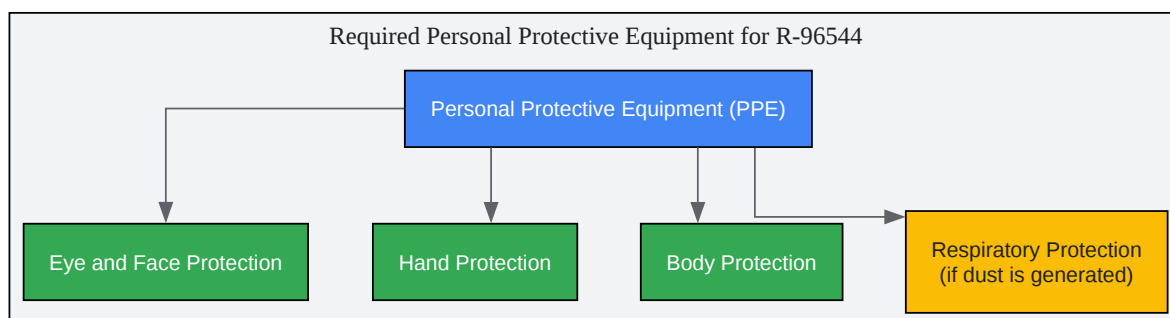 Required Personal Protective Equipment for R-96544
Personal Protective Equipment (PPE)
Eye and Face Protection
Hand Protection
Body Protection
Respiratory Protection
(if dust is generated)